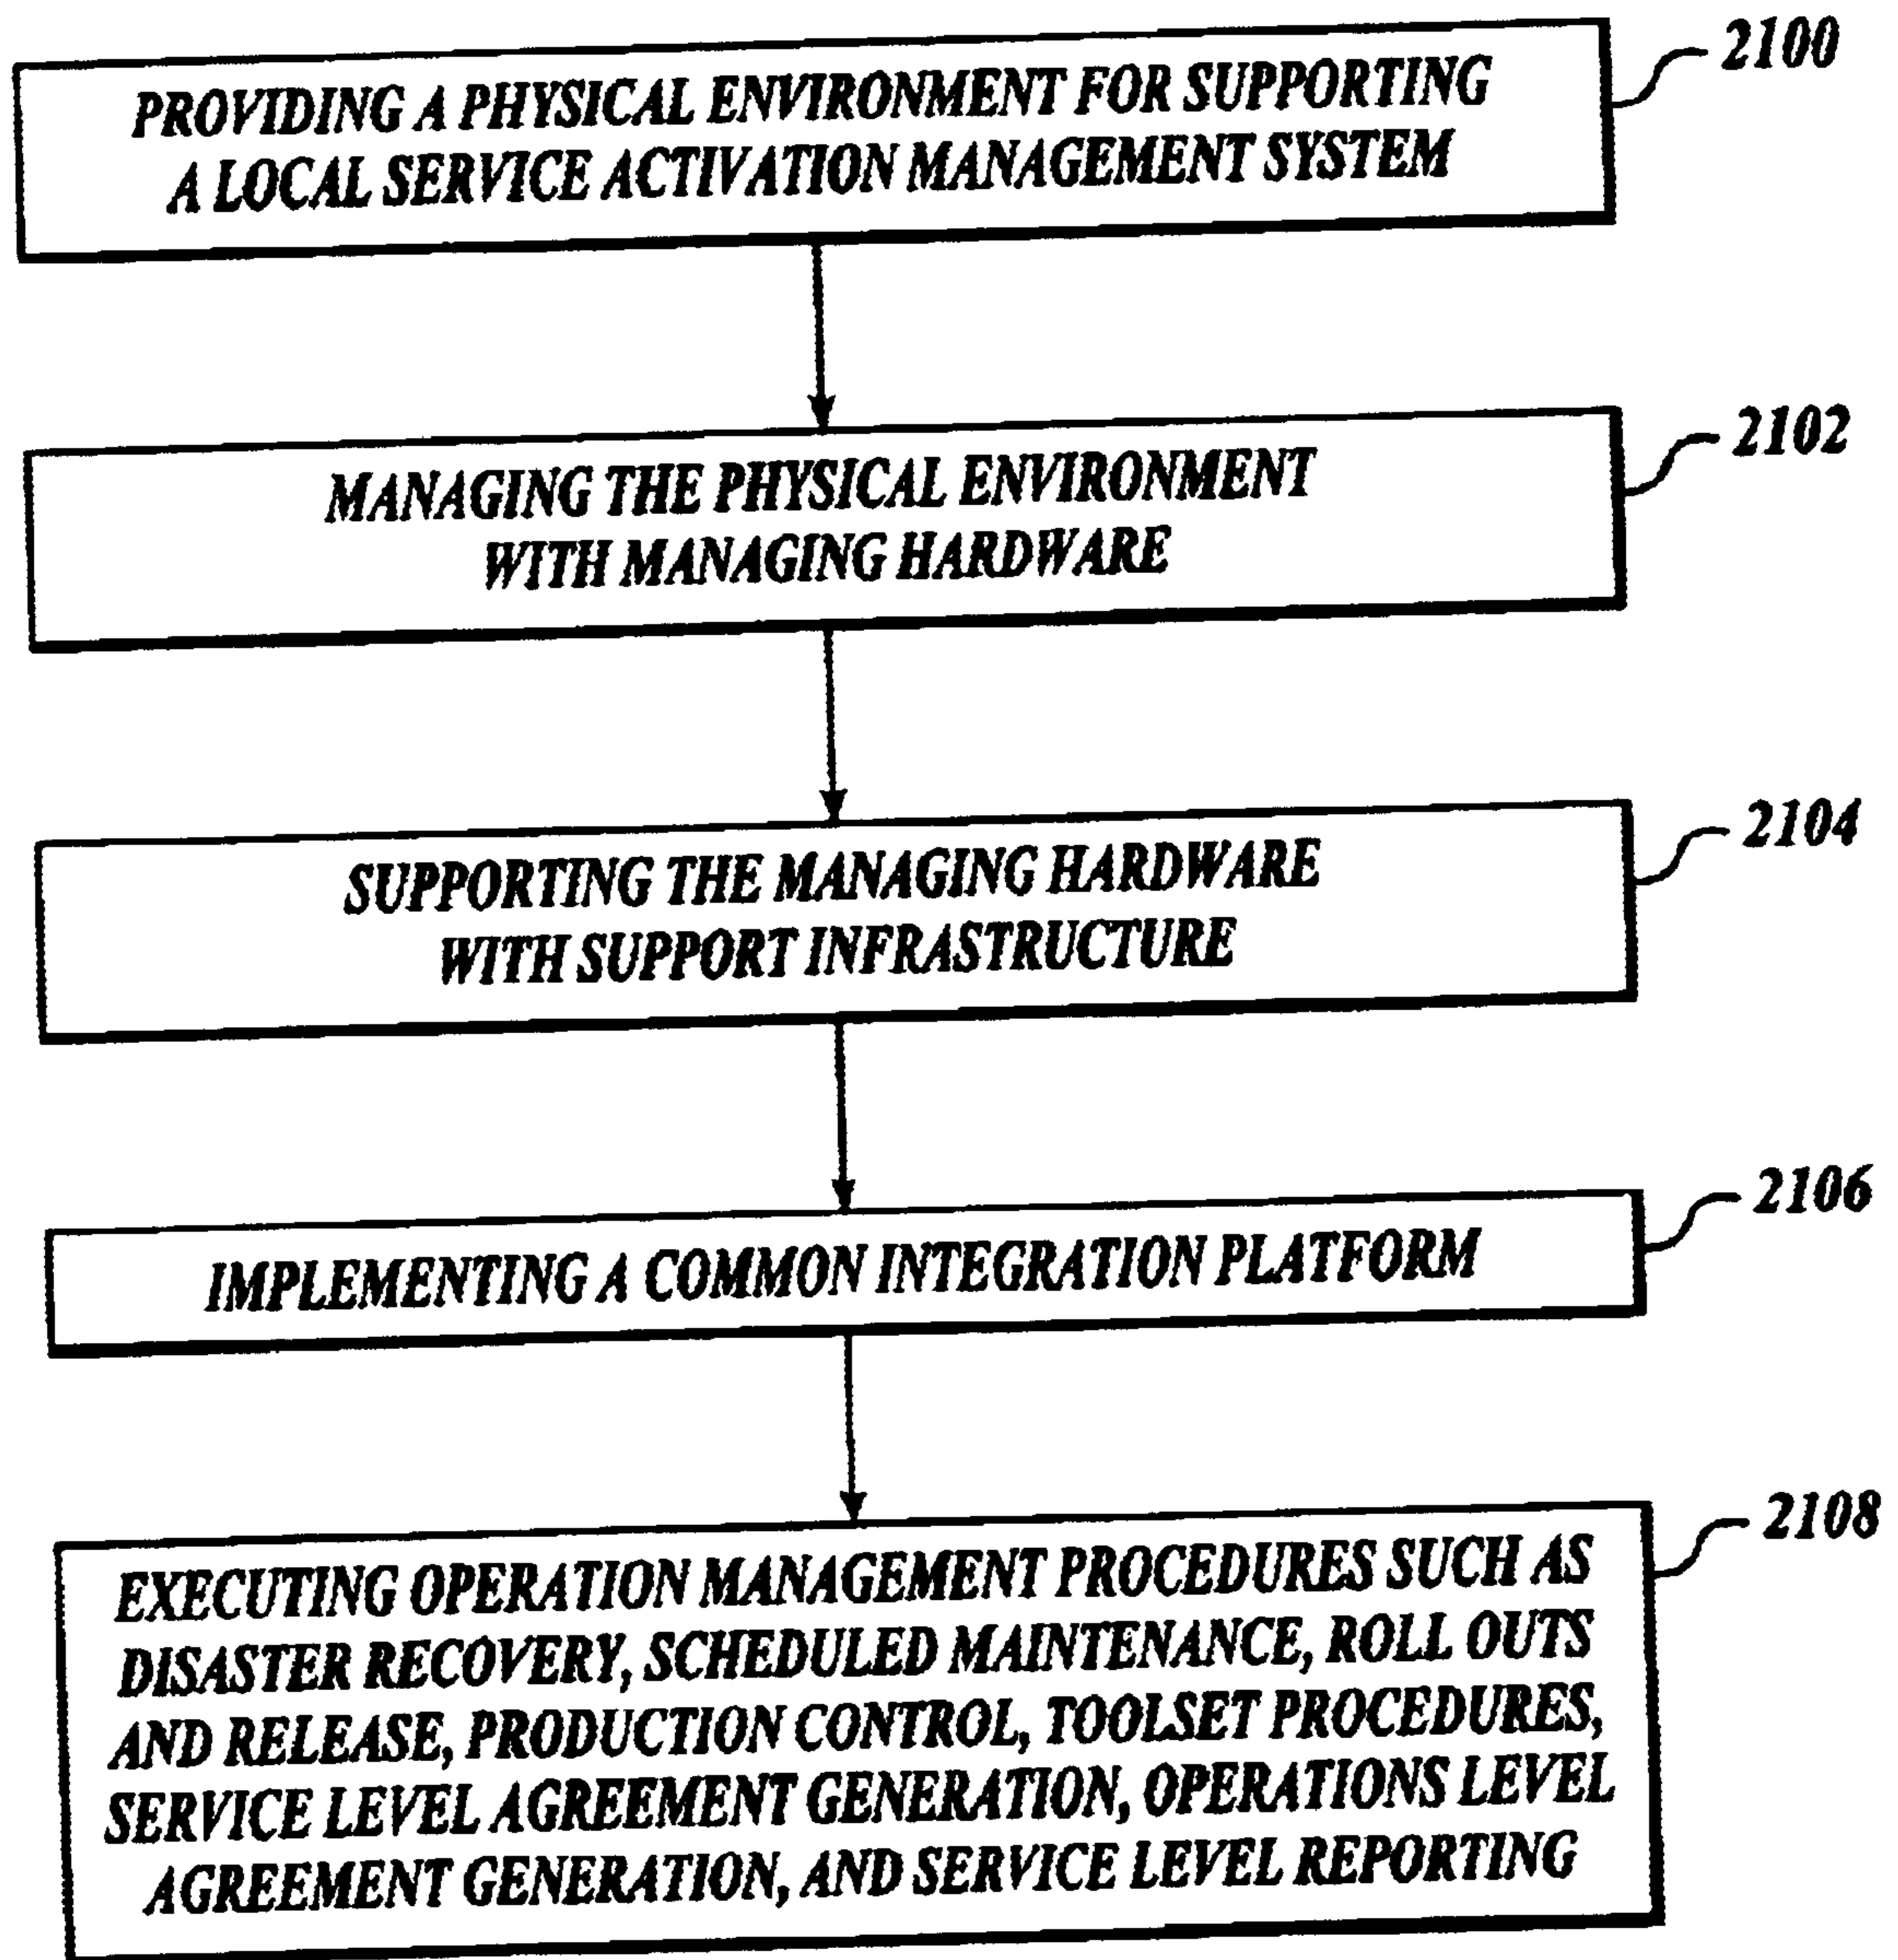 2100
PROVIDING A PHYSICAL ENVIRONMENT FOR SUPPORTING
A LOCAL SERVICE ACTIVATION MANAGEMENT SYSTEM
2102
MANAGING THE PHYSICAL ENVIRONMENT
WITH MANAGING HARDWARE
2104
SUPPORTING THE MANAGING HARDWARE
WITH SUPPORT INFRASTRUCTURE
2106
IMPLEMENTING A COMMON INTEGRATION PLATFORM
2108
EXECUTING OPERATION MANAGEMENT PROCEDURES SUCH AS
DISASTER RECOVERY, SCHEDULED MAINTENANCE, ROLL OUTS
AND RELEASE, PRODUCTION CONTROL, TOOLSET PROCEDURES,
SERVICE LEVEL AGREEMENT GENERATION, OPERATIONS LEVEL
AGREEMENT GENERATION, AND SERVICE LEVEL REPORTING